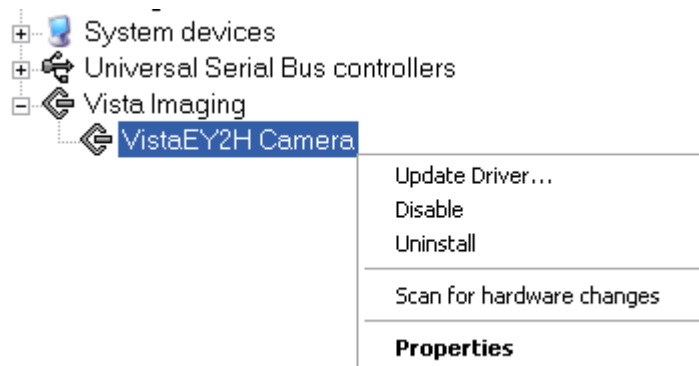 System devices
Universal Serial Bus controllers
Vista Imaging
VistaEY2H Camera
Update Driver...
Disable
Uninstall
Scan for hardware changes
Properties